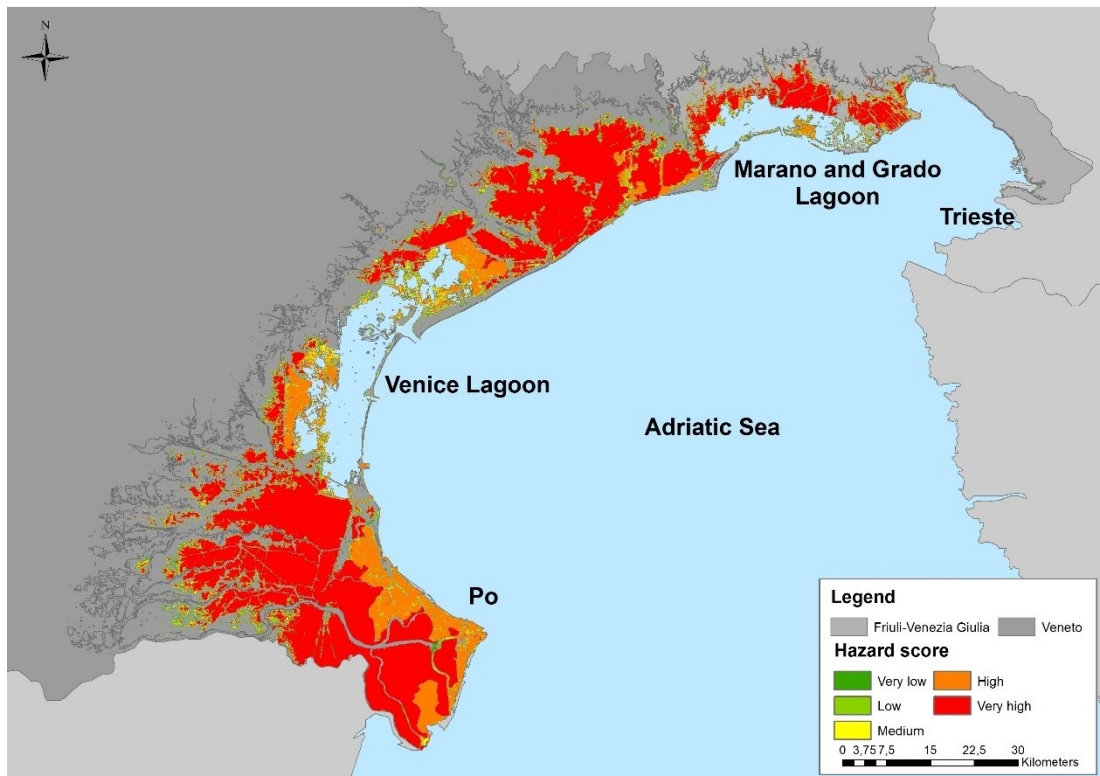 N
Marano and Grado
Lagoon
Trieste
Venice Lagoon
Adriatic Sea
Po
Legend
Friuli-Venezia Giulia
Veneto
Hazard score
Very low
High
Low
Very high
Medium
0 3,75 7,5 15 22,5 30
Kilometers